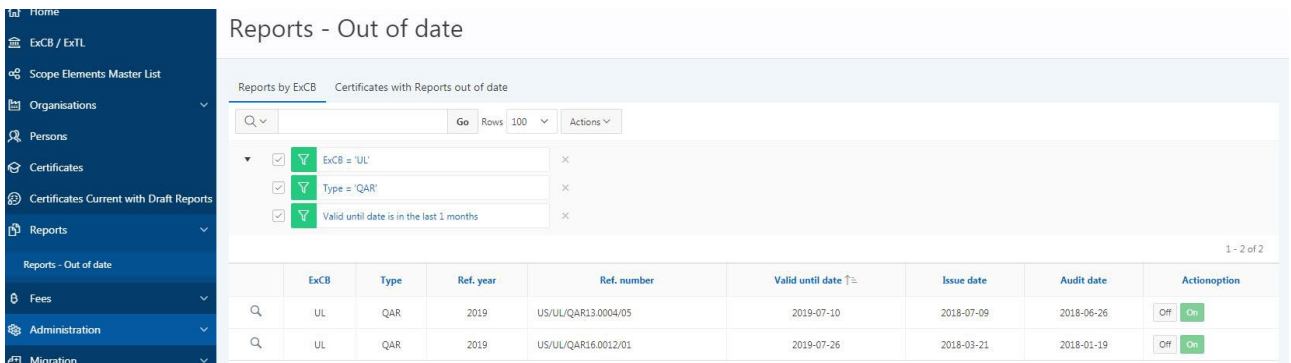 Home
ExCB / ExTL
Scope Elements Master List
Organisations
Persons
Certificates
Certificates Current with Draft Reports
Reports
Reports - Out of date
Fees
Administration
Migration
Reports - Out of date
Reports by ExCB Certificates with Reports out of date
Go Rows 100 Actions
ExCB = 'UL'
Type = 'QAR'
Valid until date is in the last 1 months
1 - 2 of 2
ExCB Type Ref. year Ref. number Valid until date Issue date Audit date Actionoption
UL QAR 2019 US/UL/QAR13.0004/05 2019-07-10 2018-07-09 2018-06-26 Off On
UL QAR 2019 US/UL/QAR16.0012/01 2019-07-26 2018-03-21 2018-01-19 Off On